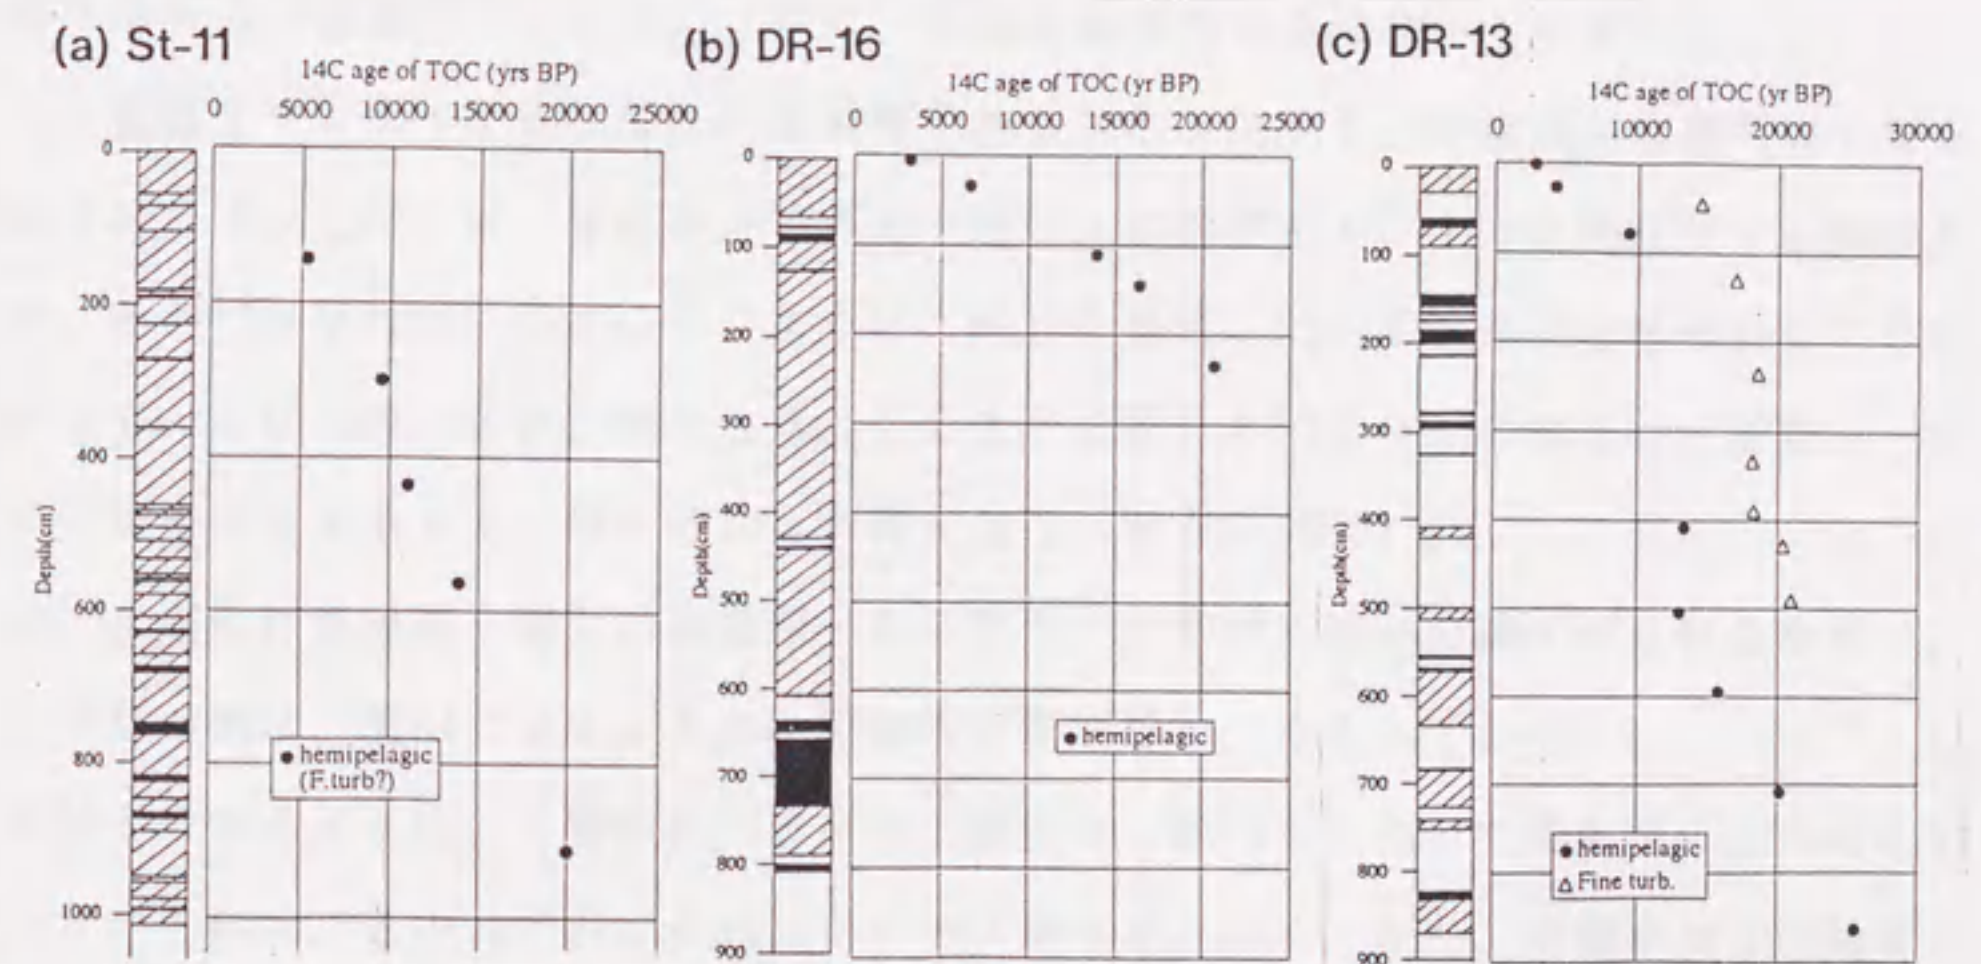 (a) St-11
14C age of TOC (yrs BP)
0 5000 10000 15000 20000 25000
0
200
400
600
800
1000
Depth(cm)
● hemipelagic
(F.turb?)
(b) DR-16
14C age of TOC (yr BP)
0 5000 10000 15000 20000 25000
0
100
200
300
400
500
600
700
800
900
Depth(cm)
● hemipelagic
(c) DR-13
14C age of TOC (yr BP)
0 10000 20000 30000
0
100
200
300
400
500
600
700
800
900
Depth(cm)
● hemipelagic
△ Fine turb.